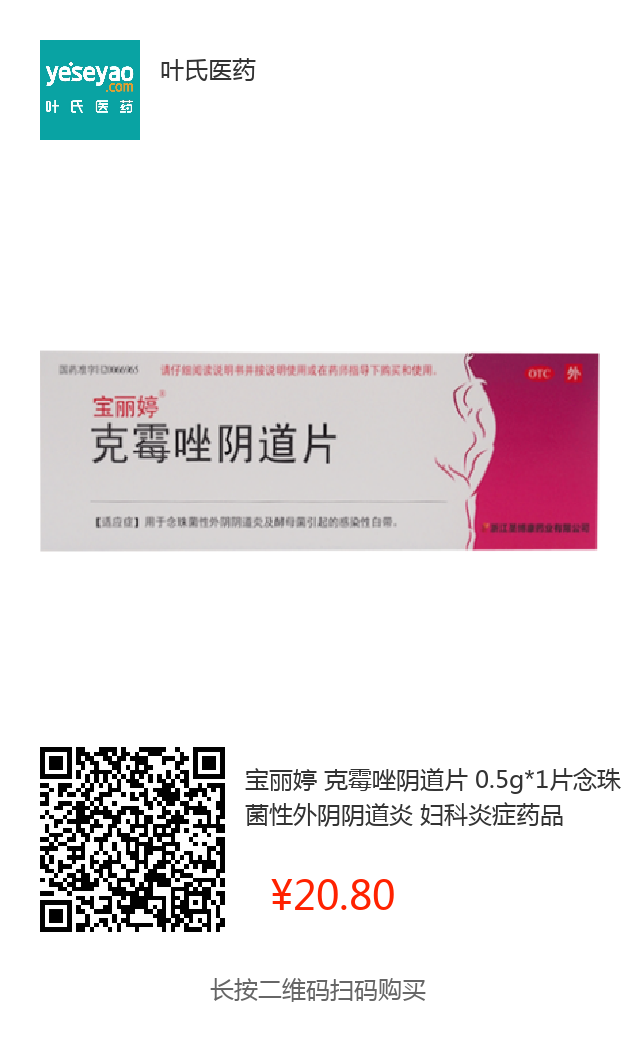 yeseyao
.com
叶氏医药
叶氏医药
国药准字H20066965
请仔细阅读说明书并按说明使用或在药师指导下购买和使用。
OTC
外
宝丽婷®
克霉唑阴道片
【适应症】用于念珠菌性外阴阴道炎及酵母菌引起的感染性白带。
药业有限公司
宝丽婷 克霉唑阴道片 0.5g*1片念珠
菌性外阴阴道炎 妇科炎症药品
¥20.80
长按二维码扫码购买